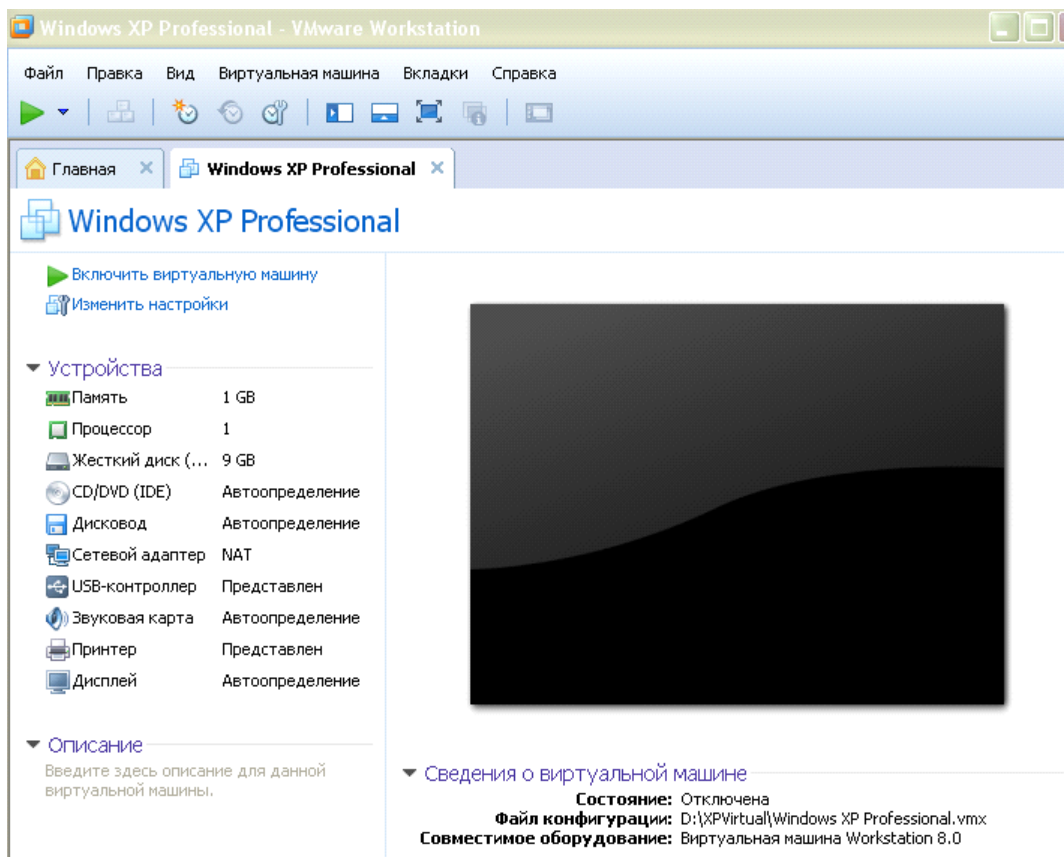 Windows XP Professional - VMware Workstation
Файл Правка Вид Виртуальная машина Вкладки Справка
Главная Windows XP Professional
Windows XP Professional
Включить виртуальную машину
Изменить настройки
Устройства
Память 1 GB
Процессор 1
Жесткий диск (... 9 GB
CD/DVD (IDE) Автоопределение
Дисковод Автоопределение
Сетевой адаптер NAT
USB-контроллер Представлен
Звуковая карта Автоопределение
Принтер Представлен
Дисплей Автоопределение
Описание
Введите здесь описание для данной
виртуальной машины.
Сведения о виртуальной машине
Состояние: Отключена
Файл конфигурации: D:\XPVirtual\Windows XP Professional.vmx
Совместимое оборудование: Виртуальная машина Workstation 8.0